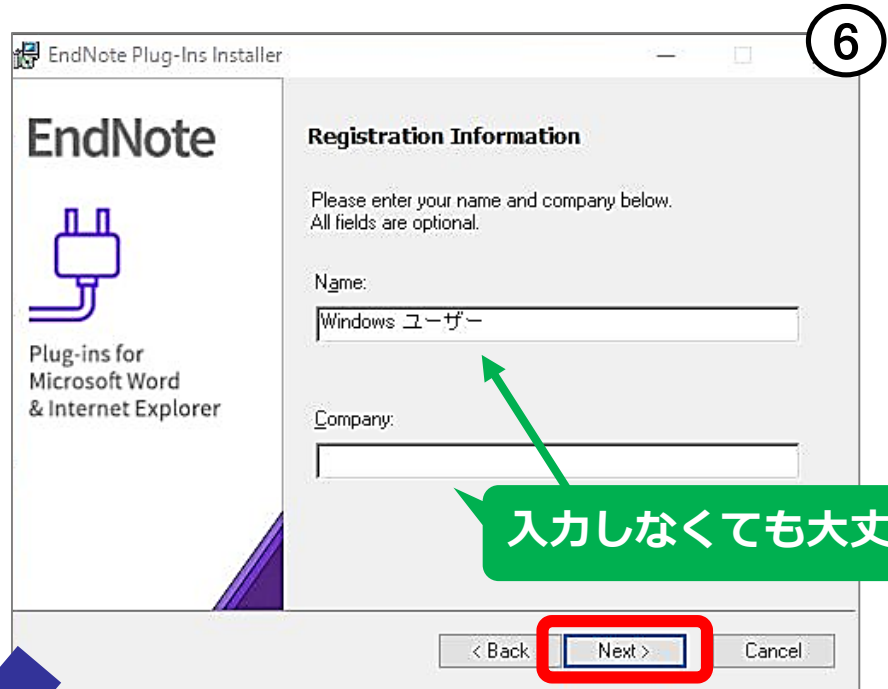 ⑥
EndNote Plug-Ins Installer
EndNote
Plug-ins for
Microsoft Word
& Internet Explorer
Registration Information
Please enter your name and company below.
All fields are optional.
Name:
Windows ユーザー
Company:
入力しなくても大丈
< Back
Next >
Cancel